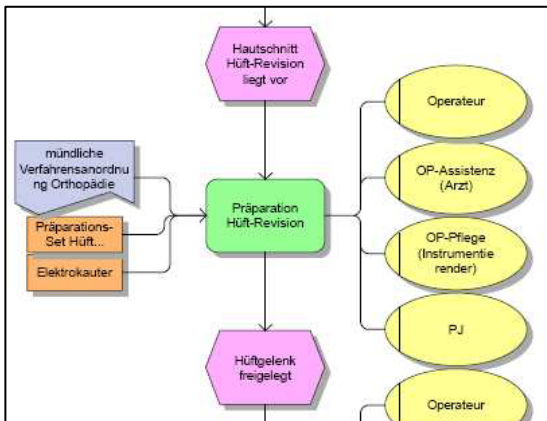 Hautschnitt
Hüft-Revision
liegt vor
Operateur
mündliche
Verfahrensanordnu
ng Orthopädie
OP-Assistenz
(Arzt)
Präparations-
Set Hüft...
Präparation
Hüft-Revision
Elektrokauter
OP-Pflege
(Instrumentie
render)
PJ
Hüftgelenk
freigelegt
Operateur